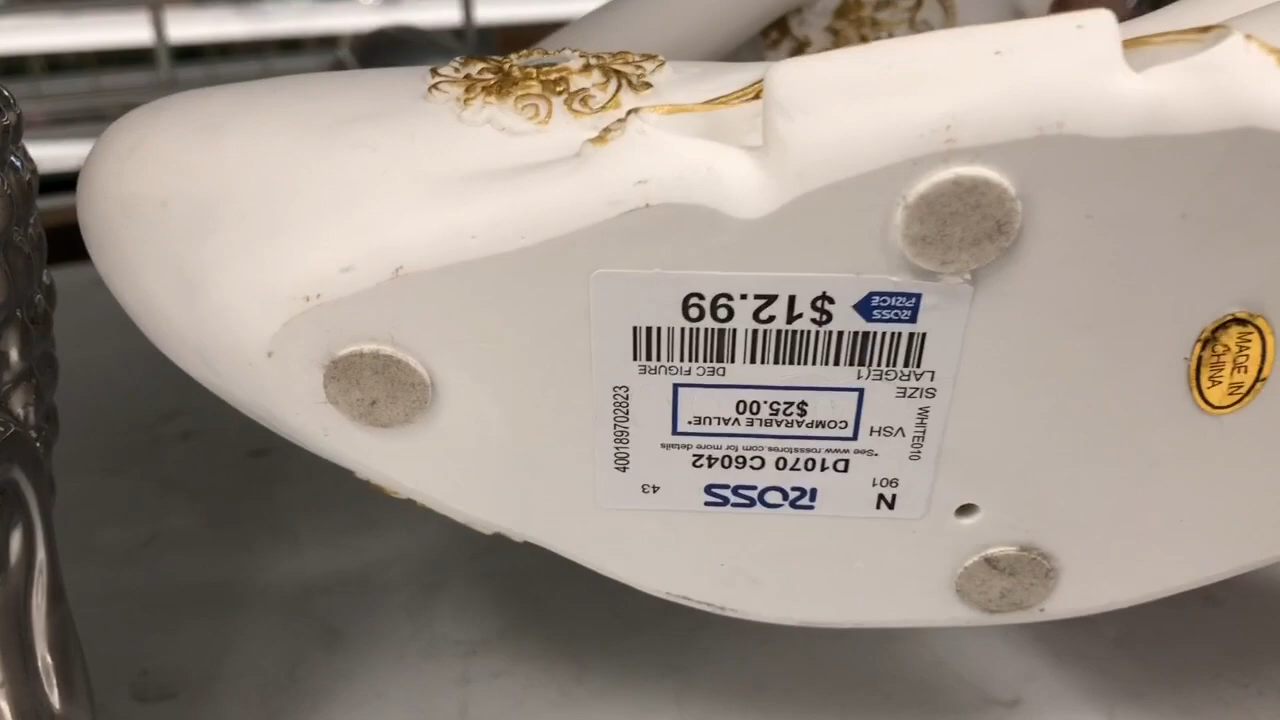 ROSS
N
901
43
D1070 C6042
*See www.rossstores.com for more details
VSH
COMPARABLE VALUE*
$25.00
WHITE010
400189702823
SIZE
LARGE(1
DEC FIGURE
ROSS
PRICE
$12.99
MADE IN
CHINA